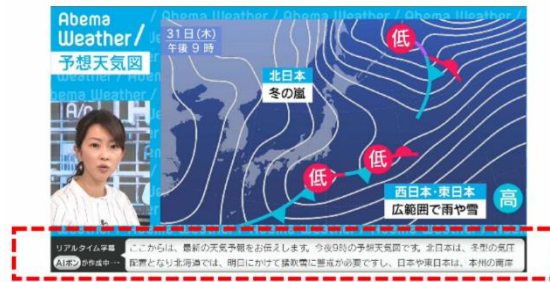 Abema
Weather/
予想天気図
31日(木)
午後9時
北日本
冬の嵐
低
低
低
西日本・東日本
広範囲で雨や雪
高
リアルタイム字幕
AIポンが作成中…
ここからは、最新の天気予報をお伝えします。今夜9時の予想天気図です。北日本は、冬型の気圧
配置となり北海道では、明日にかけて猛吹雪に警戒が必要ですし、日本や東日本は、本州の南岸